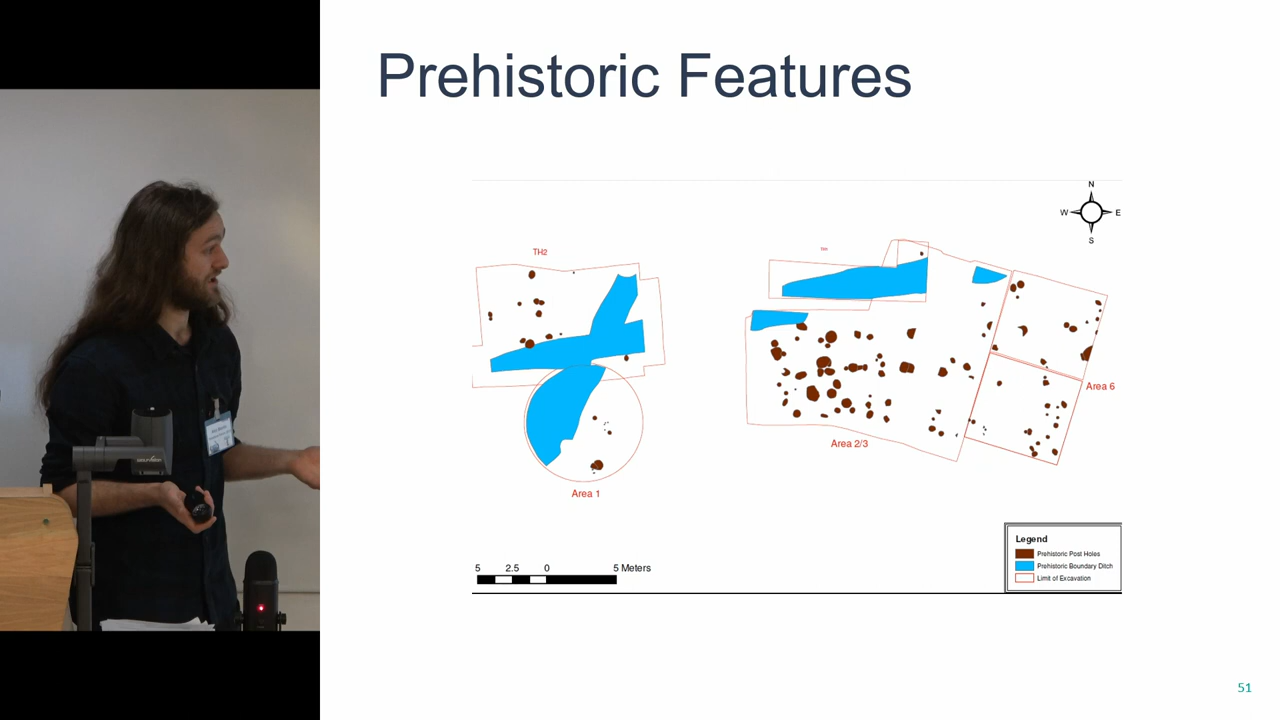 Prehistoric Features
N
W
E
S
TH2
Area 6
Area 2/3
Area 1
5 2.5 0 5 Meters
Legend
Prehistoric Post Holes
Prehistoric Boundary Ditch
Limit of Excavation
51